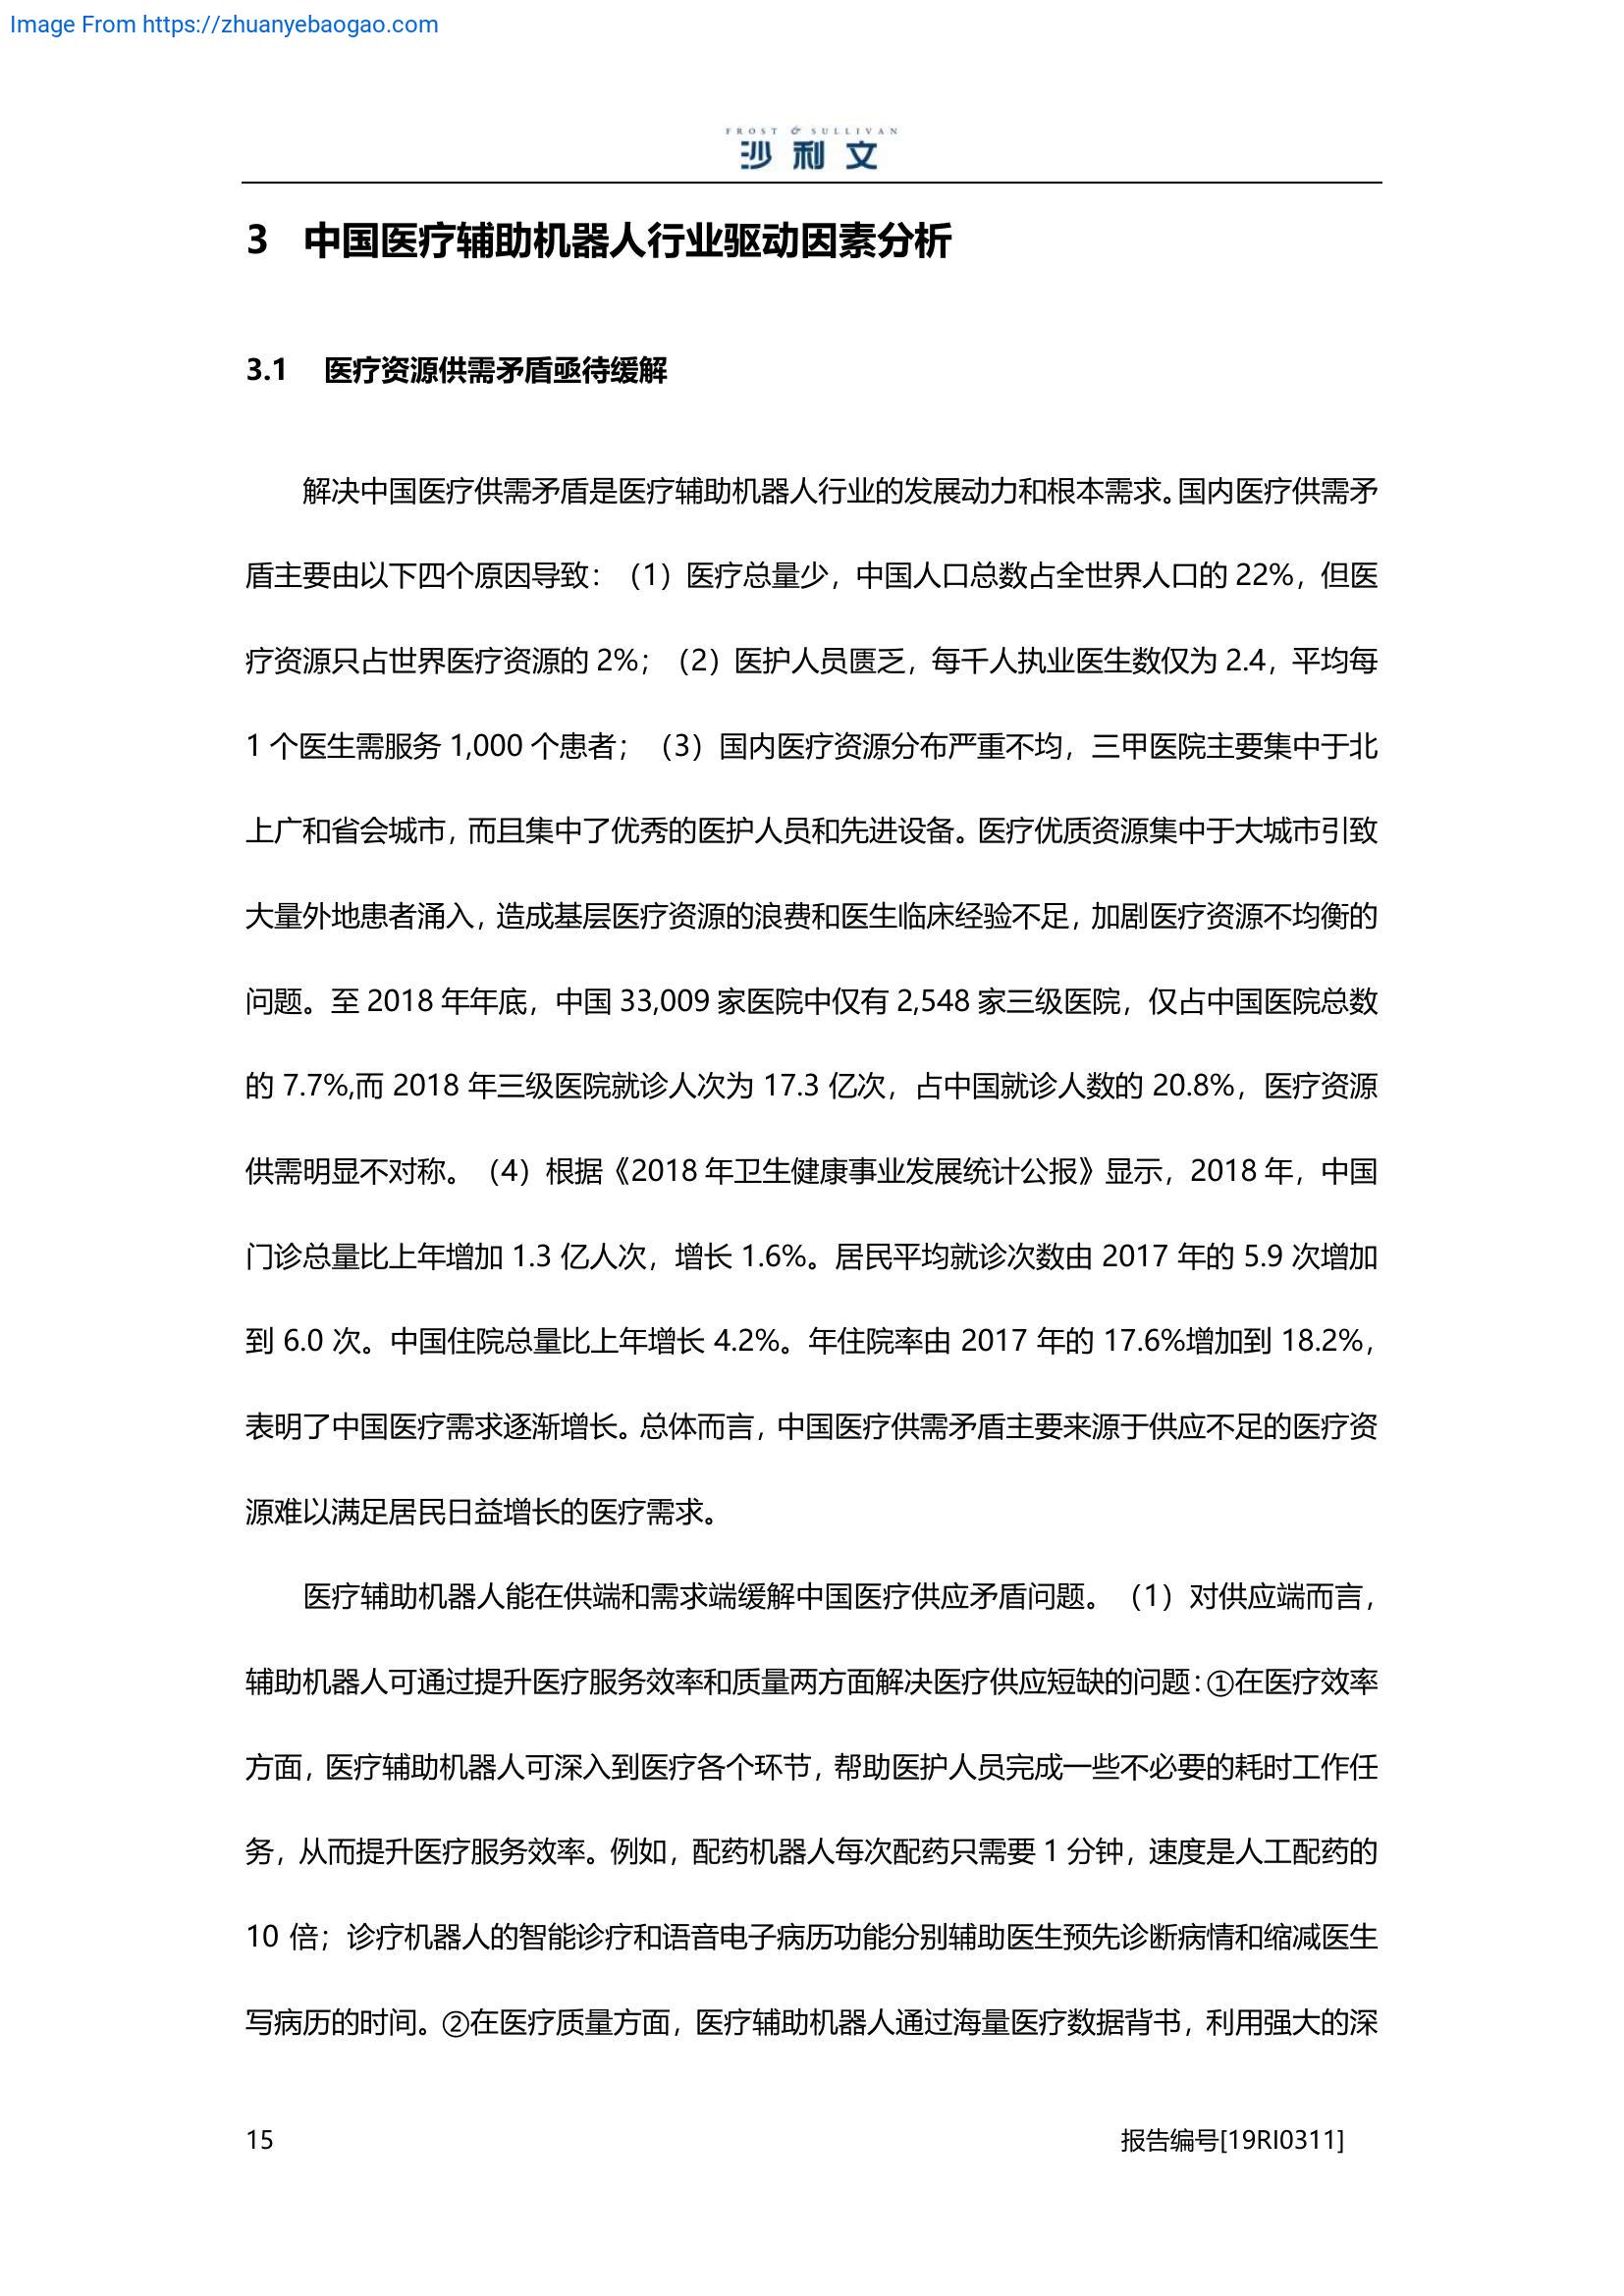 Image From https://zhuanyebaogao.com
FROST & SULLIVAN
沙利文
3 中国医疗辅助机器人行业驱动因素分析
3.1 医疗资源供需矛盾亟待缓解
解决中国医疗供需矛盾是医疗辅助机器人行业的发展动力和根本需求。国内医疗供需矛
盾主要由以下四个原因导致：（1）医疗总量少，中国人口总数占全世界人口的 22%，但医
疗资源只占世界医疗资源的 2%；（2）医护人员匮乏，每千人执业医生数仅为 2.4，平均每
1 个医生需服务 1,000 个患者；（3）国内医疗资源分布严重不均，三甲医院主要集中于北
上广和省会城市，而且集中了优秀的医护人员和先进设备。医疗优质资源集中于大城市引致
大量外地患者涌入，造成基层医疗资源的浪费和医生临床经验不足，加剧医疗资源不均衡的
问题。至 2018 年年底，中国 33,009 家医院中仅有 2,548 家三级医院，仅占中国医院总数
的 7.7%,而 2018 年三级医院就诊人次为 17.3 亿次，占中国就诊人数的 20.8%，医疗资源
供需明显不对称。（4）根据《2018 年卫生健康事业发展统计公报》显示，2018 年，中国
门诊总量比上年增加 1.3 亿人次，增长 1.6%。居民平均就诊次数由 2017 年的 5.9 次增加
到 6.0 次。中国住院总量比上年增长 4.2%。年住院率由 2017 年的 17.6%增加到 18.2%，
表明了中国医疗需求逐渐增长。总体而言，中国医疗供需矛盾主要来源于供应不足的医疗资
源难以满足居民日益增长的医疗需求。
医疗辅助机器人能在供端和需求端缓解中国医疗供应矛盾问题。（1）对供应端而言，
辅助机器人可通过提升医疗服务效率和质量两方面解决医疗供应短缺的问题：①在医疗效率
方面，医疗辅助机器人可深入到医疗各个环节，帮助医护人员完成一些不必要的耗时工作任
务，从而提升医疗服务效率。例如，配药机器人每次配药只需要 1 分钟，速度是人工配药的
10 倍；诊疗机器人的智能诊疗和语音电子病历功能分别辅助医生预先诊断病情和缩减医生
写病历的时间。②在医疗质量方面，医疗辅助机器人通过海量医疗数据背书，利用强大的深
15 报告编号[19RI0311]